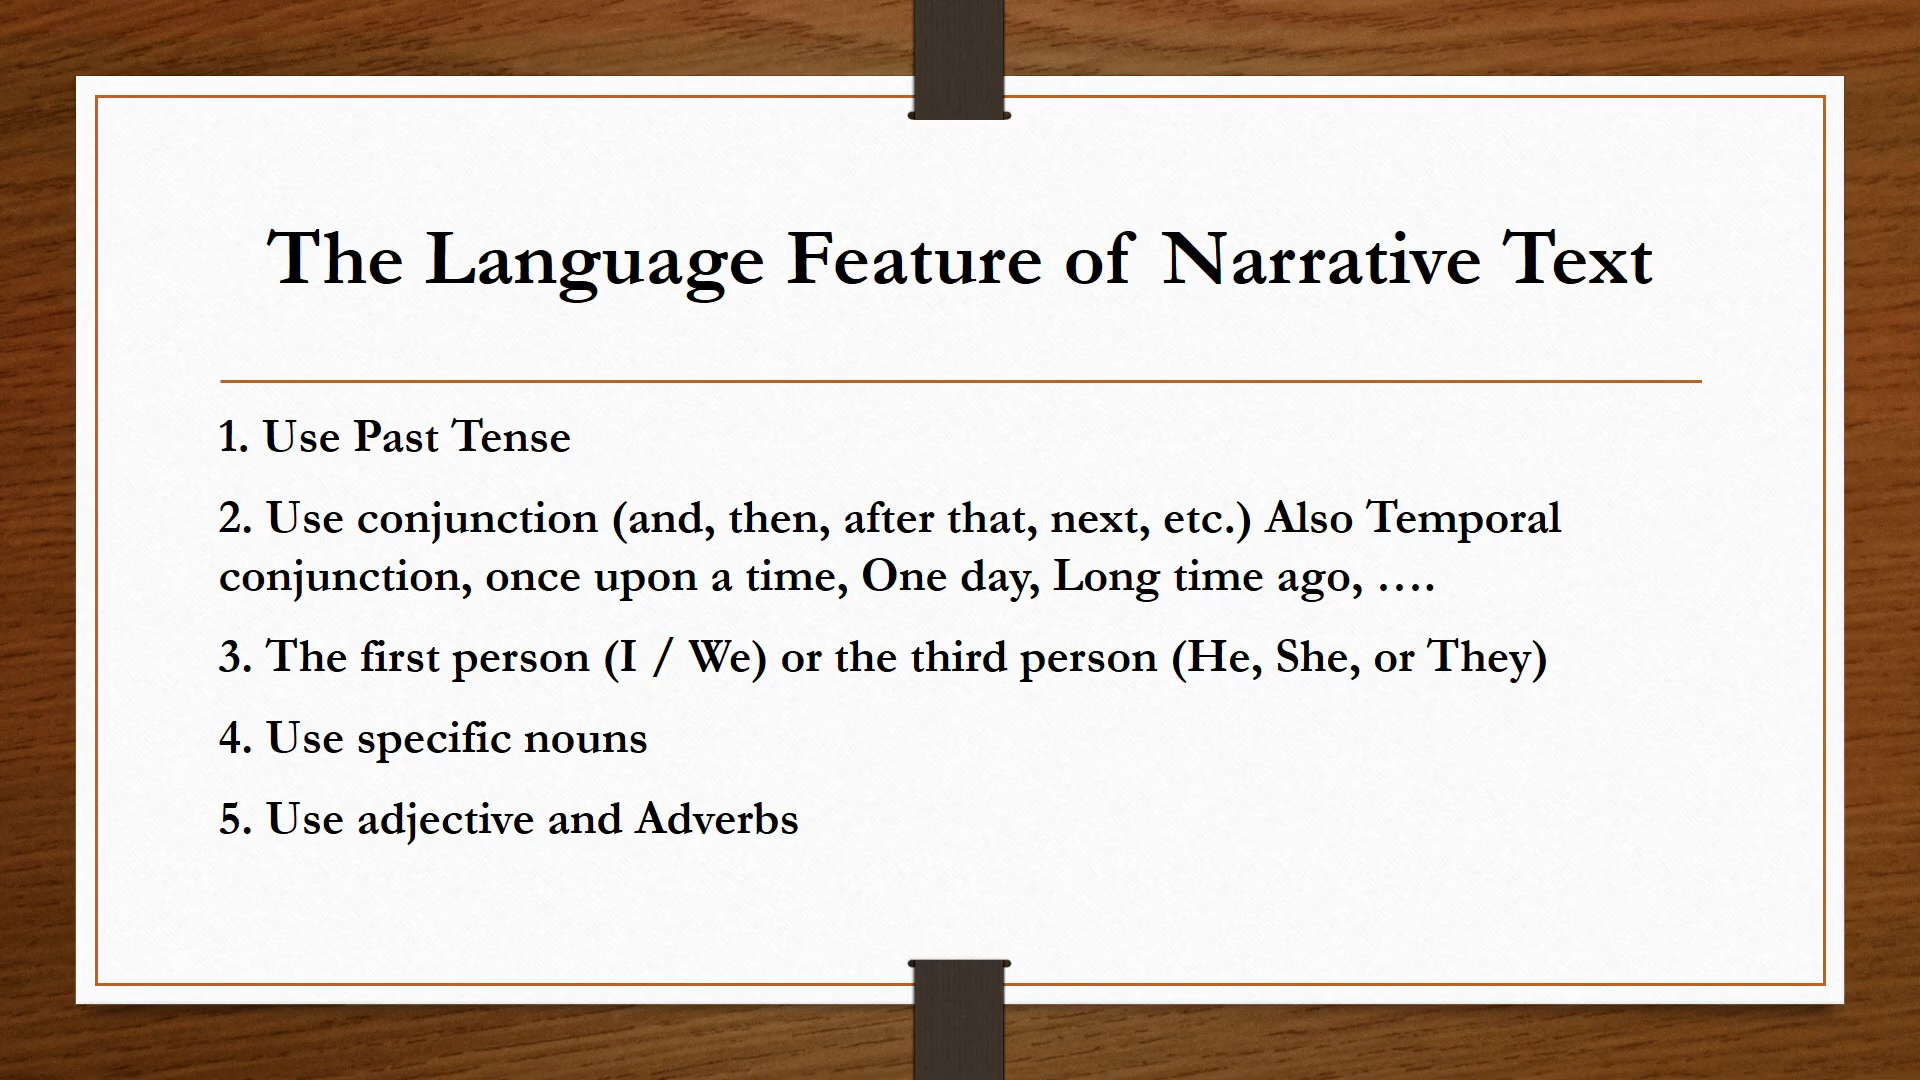 The Language Feature of Narrative Text
1. Use Past Tense
2. Use conjunction (and, then, after that, next, etc.) Also Temporal
conjunction, once upon a time, One day, Long time ago, ….
3. The first person (I / We) or the third person (He, She, or They)
4. Use specific nouns
5. Use adjective and Adverbs